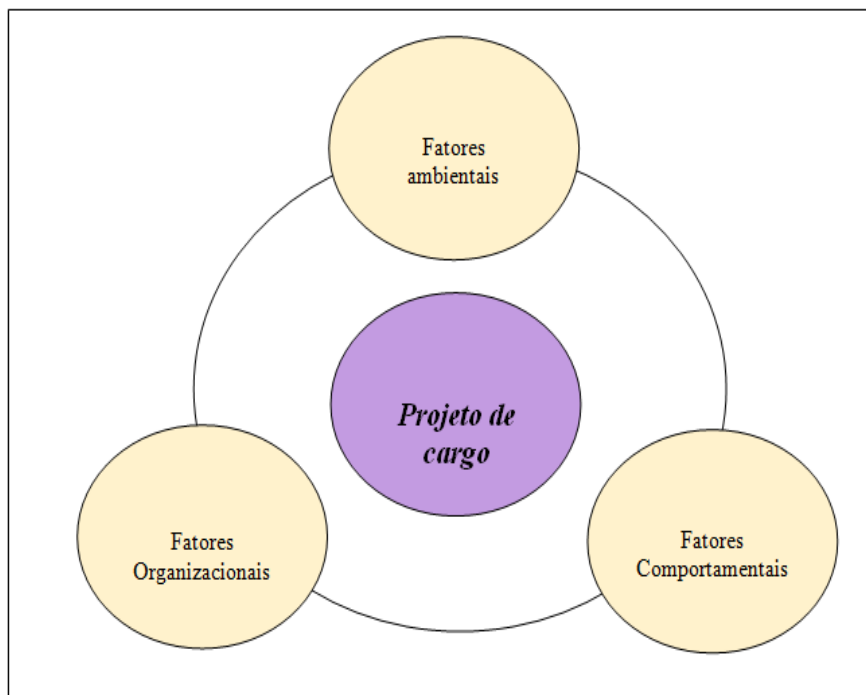 Fatores
ambientais
Projeto de
cargo
Fatores
Organizacionais
Fatores
Comportamentais